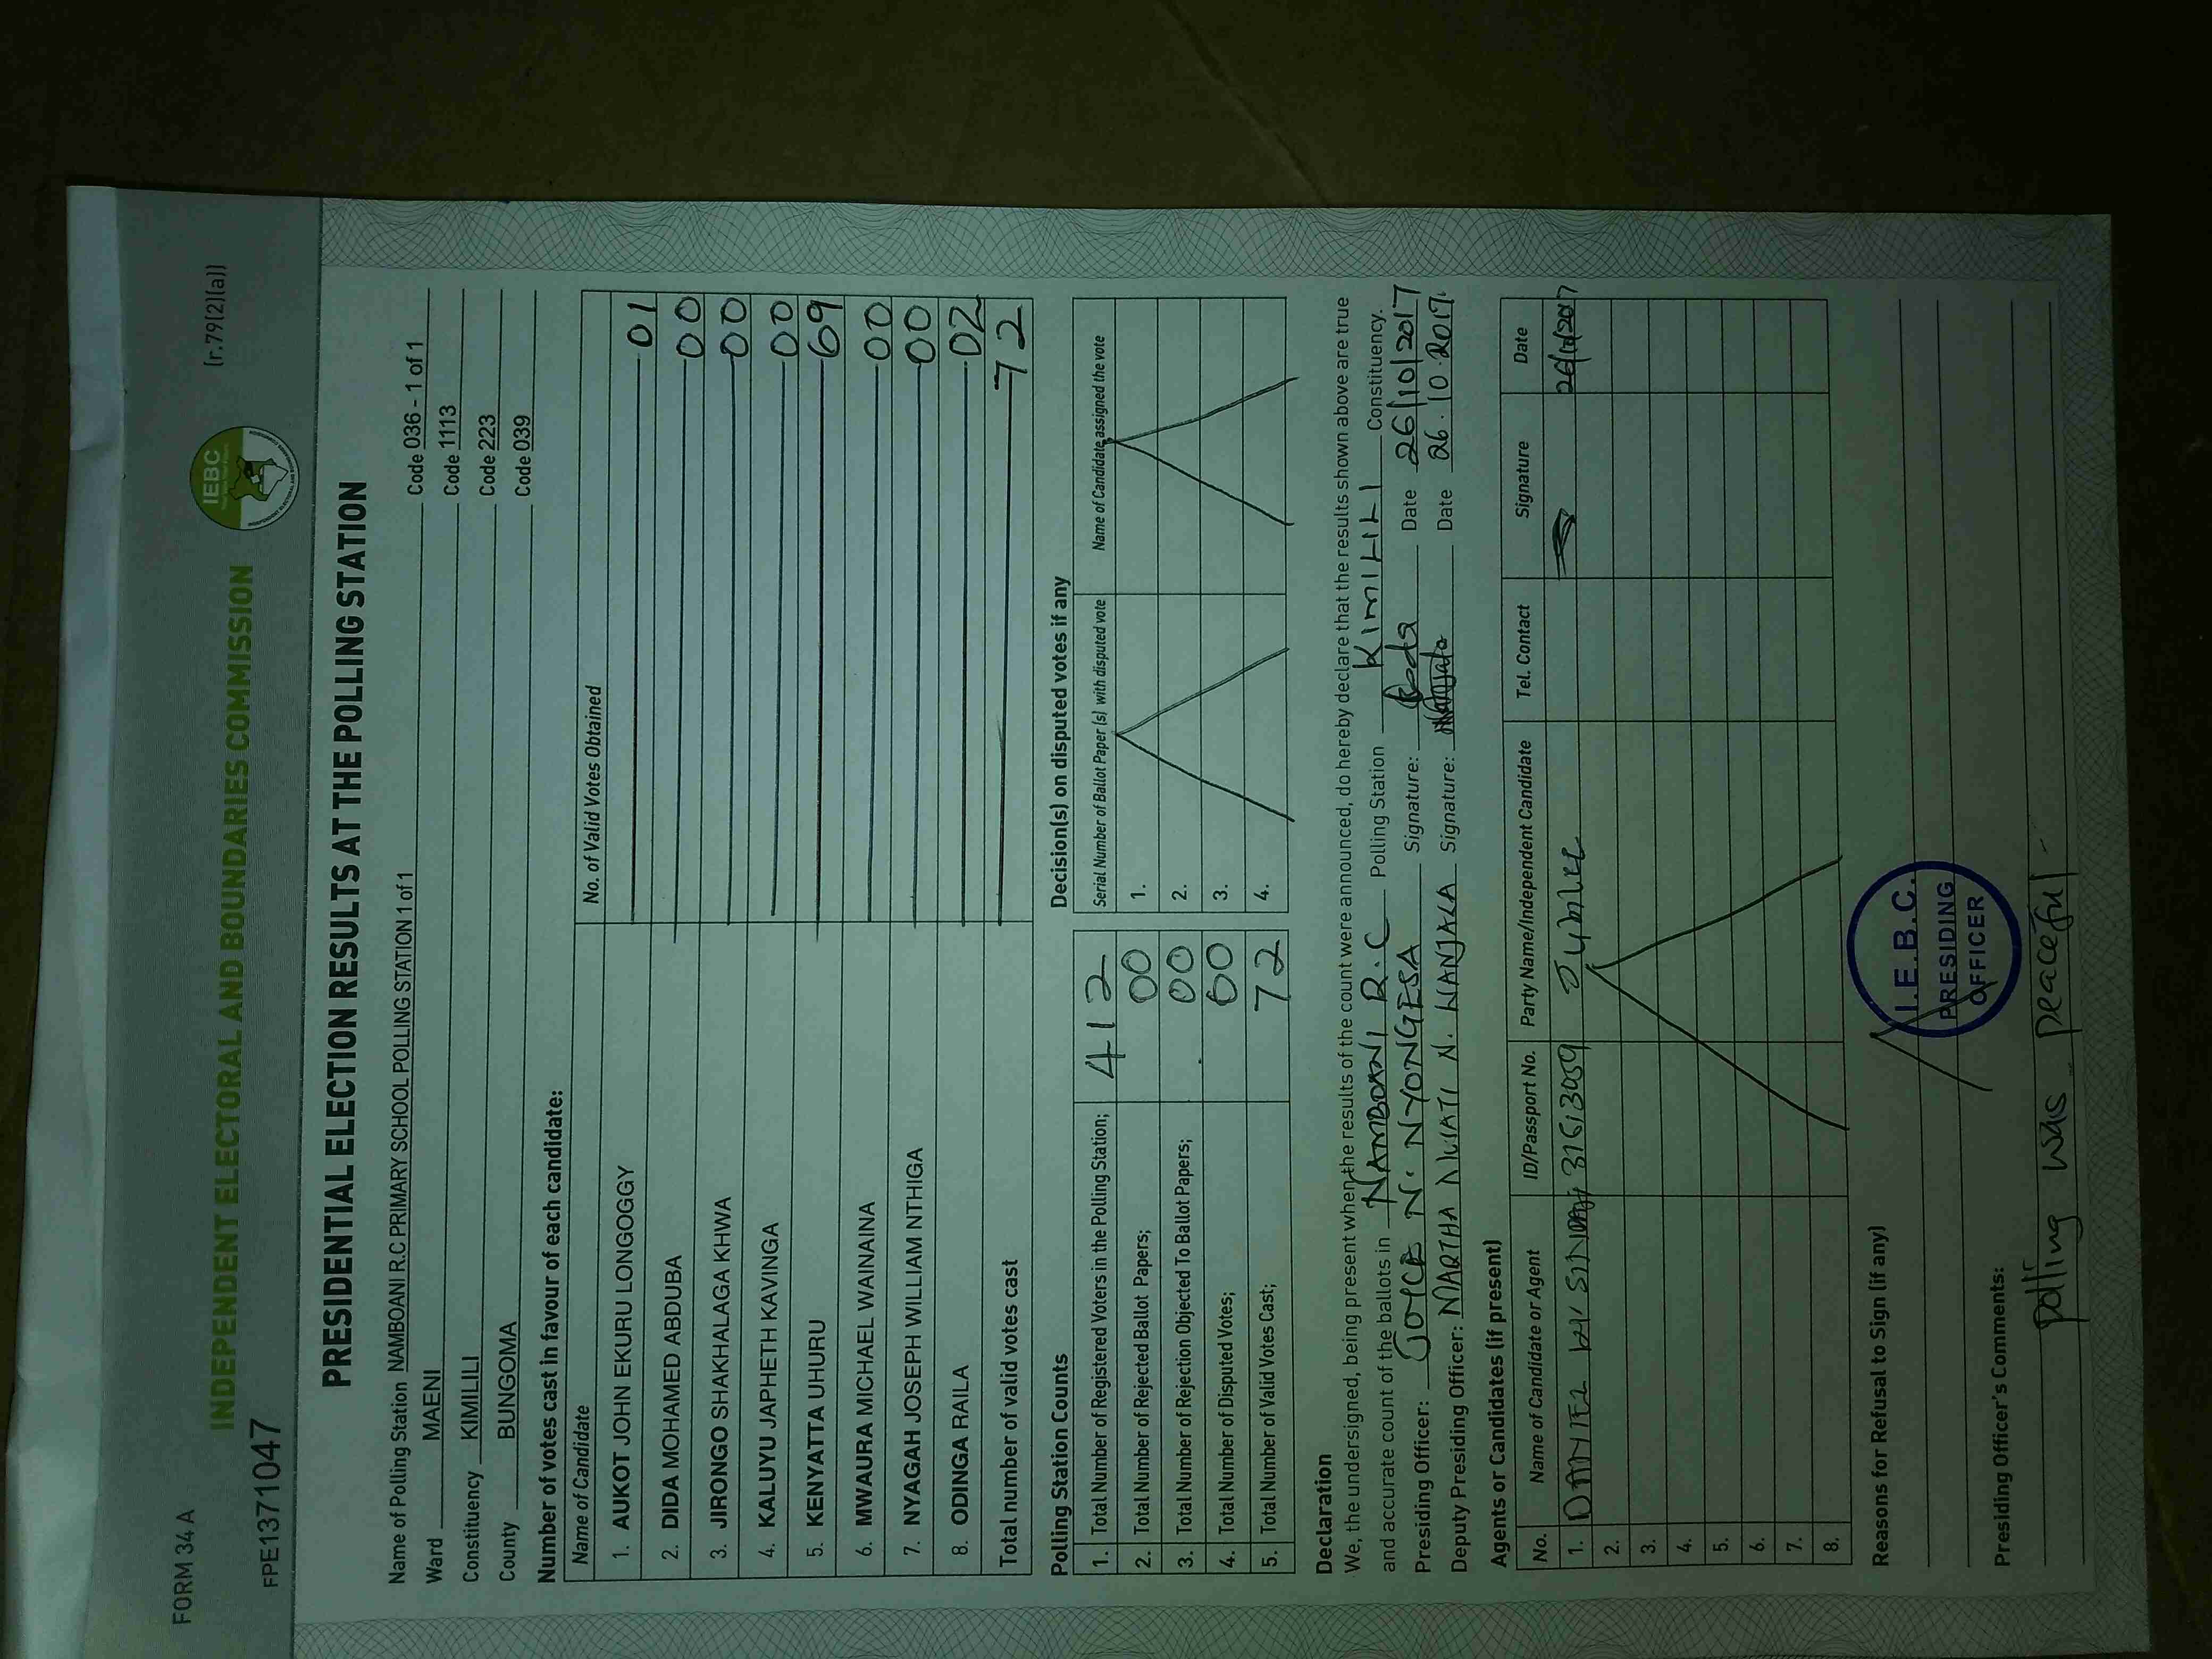 FORM 34 A
(r.79(2)(a))
INDEPENDENT ELECTORAL AND BOUNDARIES COMMISSION
IEBC
FPE1371047
PRESIDENTIAL ELECTION RESULTS AT THE POLLING STATION
Name of Polling Station NAMBOANI R.C PRIMARY SCHOOL POLLING STATION 1 of 1 Code 036 - 1 of 1
Ward MAENI Code 1113
Constituency KIMILILI Code 223
County BUNGOMA Code 039
Number of votes cast in favour of each candidate:
Name of Candidate No. of Valid Votes Obtained
1. AUKOT JOHN EKURU LONGOGGY 01
2. DIDA MOHAMED ABDUBA 00
3. JIRONGO SHAKHALAGA KHWA 00
4. KALUYU JAPHETH KAVINGA 00
5. KENYATTA UHURU 69
6. MWAURA MICHAEL WAINAINA 00
7. NYAGAH JOSEPH WILLIAM NTHIGA 00
8. ODINGA RAILA 02
Total number of valid votes cast 72
Polling Station Counts
1. Total Number of Registered Voters in the Polling Station; 412
2. Total Number of Rejected Ballot Papers; 00
3. Total Number of Rejection Objected To Ballot Papers; 00
4. Total Number of Disputed Votes; 00
5. Total Number of Valid Votes Cast; 72
Decision(s) on disputed votes if any
Serial Number of Ballot Paper (s) with disputed vote Name of Candidate assigned the vote
1.
2.
3.
4.
Declaration
We, the undersigned, being present when the results of the count were announced, do hereby declare that the results shown above are true
and accurate count of the ballots in NAMBOANI R.C Polling Station KIMILILI Constituency.
Presiding Officer: JOYCE N. NYONGESA Signature: Date 26/10/2017
Deputy Presiding Officer: MARTHA N. WANJALA Signature: Date 26.10.2017
Agents or Candidates (if present)
No. Name of Candidate or Agent ID/Passport No. Party Name/Independent Candidate Tel. Contact Signature Date
1. DANIEL 31613059 Jubilee 26/10/2017
2.
3.
4.
5.
6.
7.
8.
Reasons for Refusal to Sign (if any)
I.E.B.C.
PRESIDING
OFFICER
Presiding Officer's Comments:
polling was peaceful